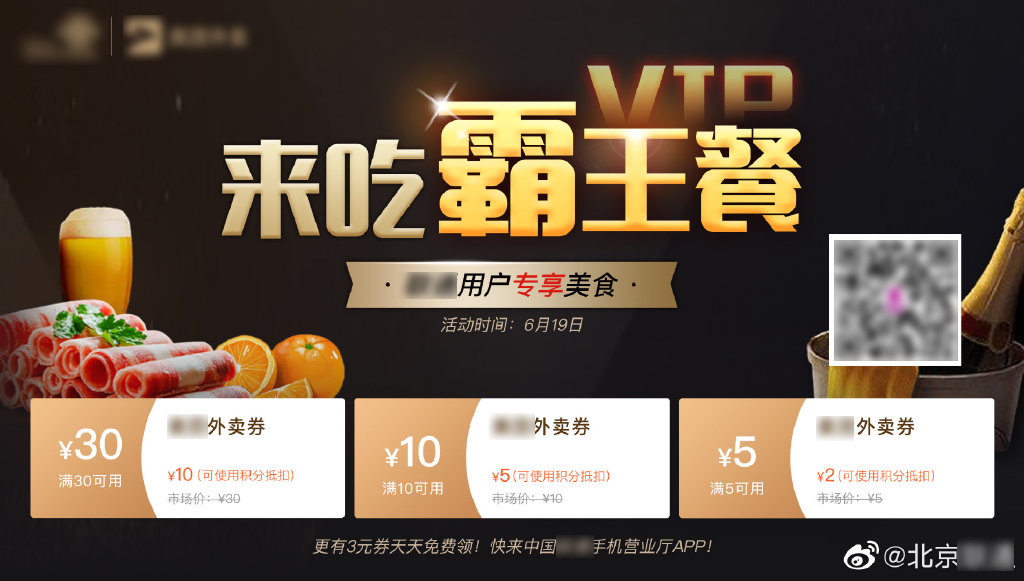 VIP
来吃霸王餐
用户专享美食
活动时间：6月19日
¥30
满30可用
外卖券
¥10(可使用积分抵扣)
市场价：¥30
¥10
满10可用
外卖券
¥5(可使用积分抵扣)
市场价：¥10
¥5
满5可用
外卖券
¥2(可使用积分抵扣)
市场价：¥5
更有3元券天天免费领！快来中国 手机营业厅APP！
@北京